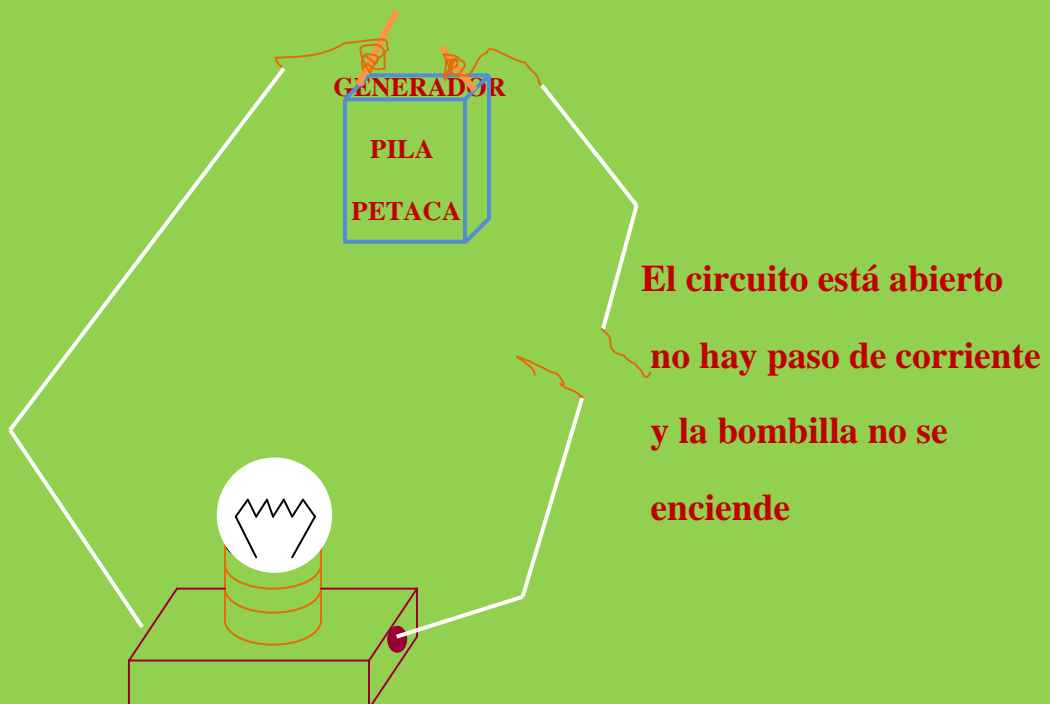 GENERADOR
PILA
PETACA
El circuito está abierto
no hay paso de corriente
y la bombilla no se
enciende